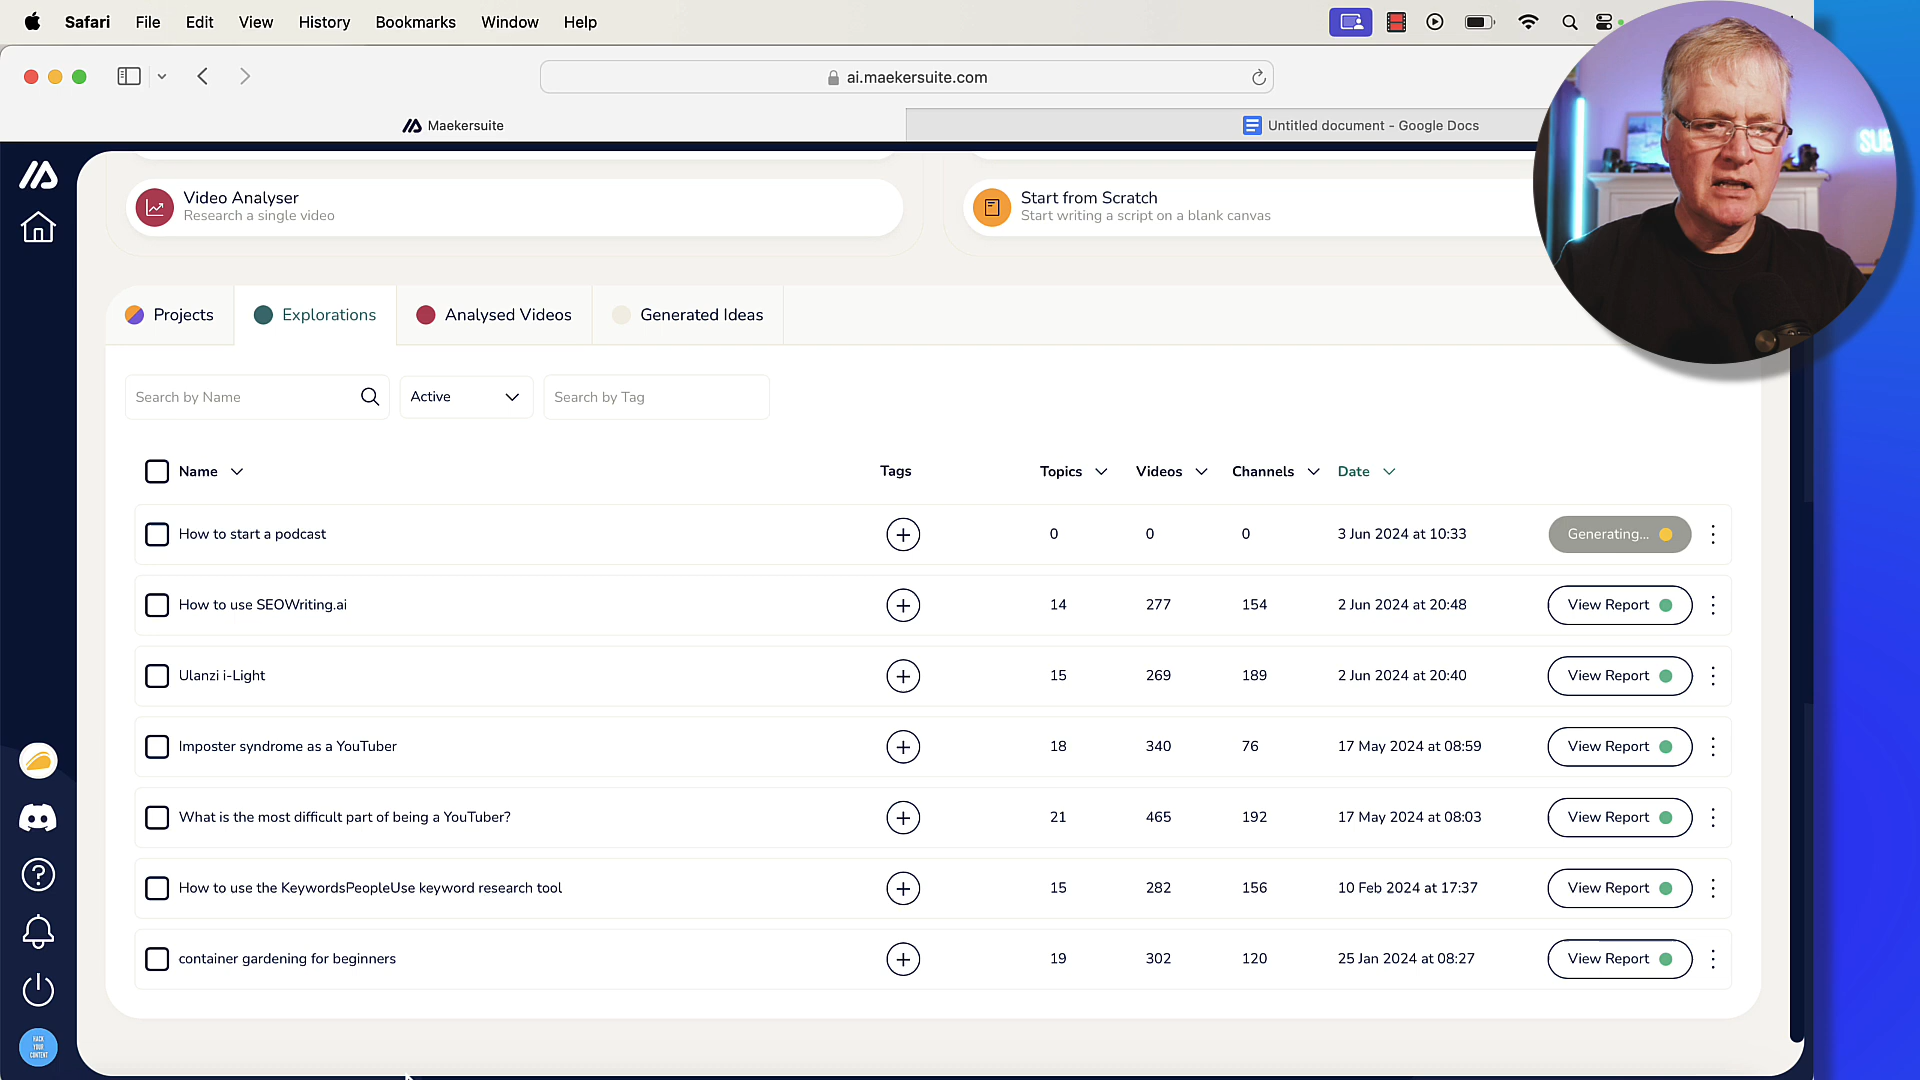 Safari File Edit View History Bookmarks Window Help
ai.maekersuite.com
Maekersuite
Untitled document - Google Docs
Video Analyser
Research a single video
Start from Scratch
Start writing a script on a blank canvas
Projects
Explorations
Analysed Videos
Generated Ideas
Search by Name
Active
Search by Tag
Name Tags Topics Videos Channels Date
How to start a podcast 0 0 0 3 Jun 2024 at 10:33 Generating...
How to use SEOWriting.ai 14 277 154 2 Jun 2024 at 20:48 View Report
Ulanzi i-Light 15 269 189 2 Jun 2024 at 20:40 View Report
Imposter syndrome as a YouTuber 18 340 76 17 May 2024 at 08:59 View Report
What is the most difficult part of being a YouTuber? 21 465 192 17 May 2024 at 08:03 View Report
How to use the KeywordsPeopleUse keyword research tool 15 282 156 10 Feb 2024 at 17:37 View Report
container gardening for beginners 19 302 120 25 Jan 2024 at 08:27 View Report
HACK
YOUR
CONTENT